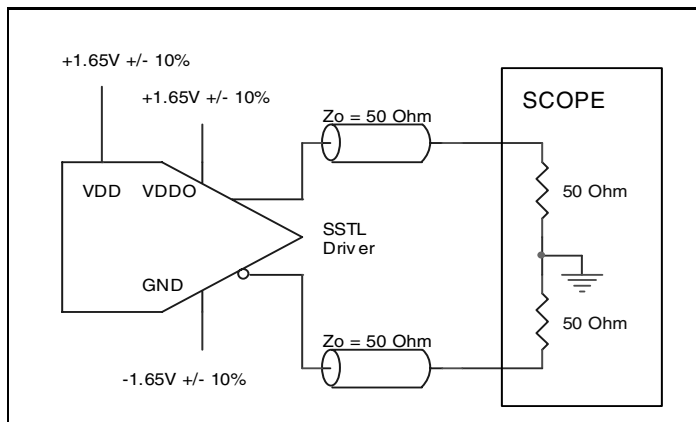 +1.65V +/- 10%
+1.65V +/- 10%
Zo = 50 Ohm
SCOPE
VDD
VDDO
50 Ohm
SSTL
Driver
GND
50 Ohm
Zo = 50 Ohm
-1.65V +/- 10%